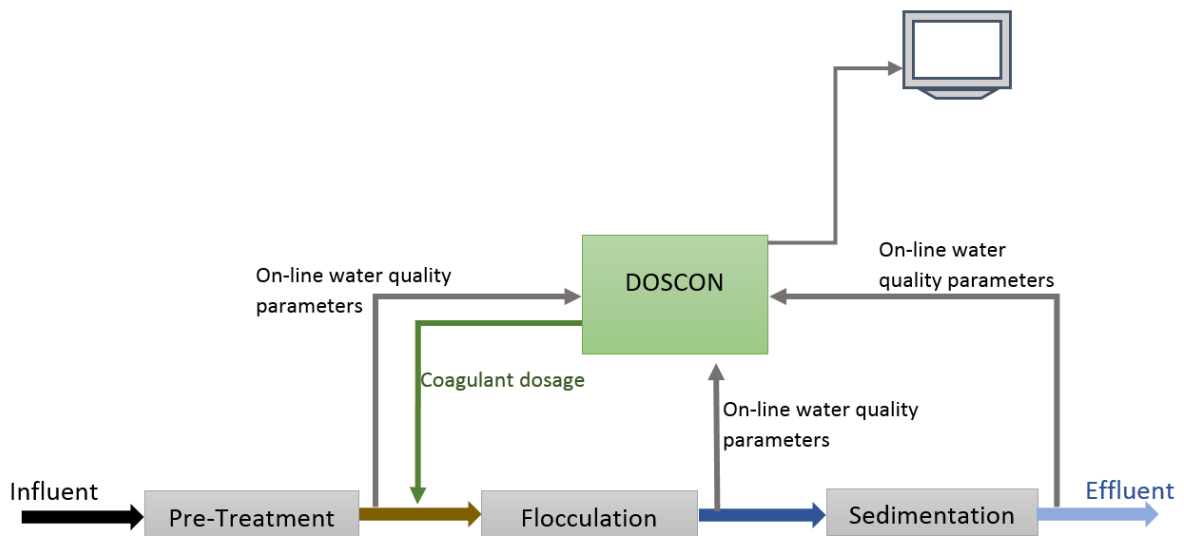 On-line water quality
parameters
DOSCON
On-line water
quality parameters
Coagulant dosage
On-line water quality
parameters
Influent
Pre-Treatment
Flocculation
Sedimentation
Effluent